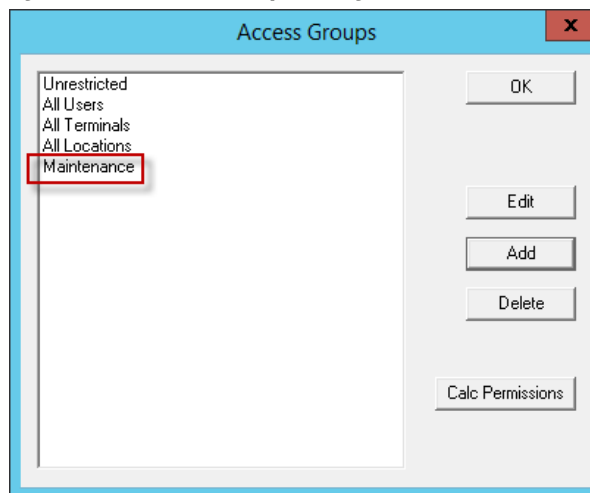 Access Groups
x
Unrestricted
All Users
All Terminals
All Locations
Maintenance
OK
Edit
Add
Delete
Calc Permissions